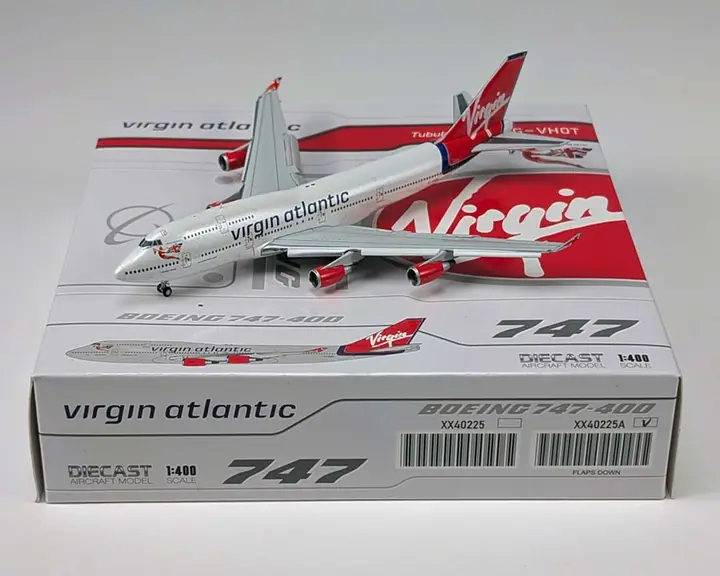 virgin atlantic
G-VHOT
Virgin
virgin atlantic
Virgin
BOEING 747-400
747
virgin atlantic
Virgin
DIECAST
AIRCRAFT MODEL
1:400
SCALE
virgin atlantic
BOEING 747-400
XX40225
XX40225A
V
DIECAST
AIRCRAFT MODEL
1:400
SCALE
747
FLAPS DOWN